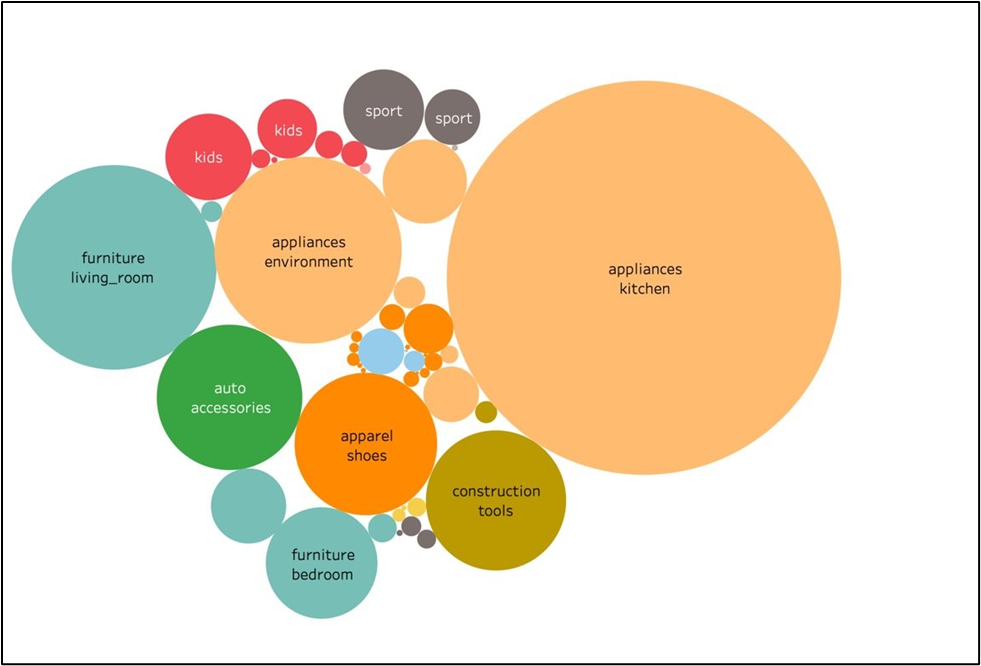 sport
sport
kids
kids
appliances
environment
furniture
living_room
appliances
kitchen
auto
accessories
apparel
shoes
construction
tools
furniture
bedroom